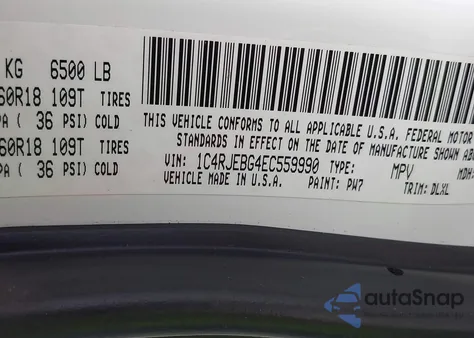 KG 6500 LB
60R18 109T TIRES
PA ( 36 PSI) COLD
60R18 109T TIRES
PA ( 36 PSI) COLD
THIS VEHICLE CONFORMS TO ALL APPLICABLE U.S.A. FEDERAL MOTOR
STANDARDS IN EFFECT ON THE DATE OF MANUFACTURE SHOWN ABO
VIN: 1C4RJEBG4EC559990 TYPE: MPV MDH:
VEHICLE MADE IN U.S.A. PAINT: PW7 TRIM: DLXL
autoSnap